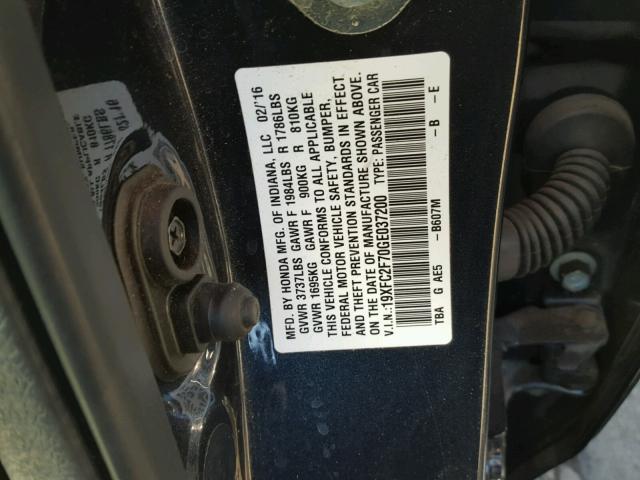 MFD. BY HONDA MFG. OF INDIANA, LLC 02/'16
GVWR 3737LBS GAWR F 1984LBS R 1786LBS
GVWR 1695KG GAWR F 900KG R 810KG
THIS VEHICLE CONFORMS TO ALL APPLICABLE
FEDERAL MOTOR VEHICLE SAFETY, BUMPER,
AND THEFT PREVENTION STANDARDS IN EFFECT
ON THE DATE OF MANUFACTURE SHOWN ABOVE.
V.I.N.:19XFC2F70GE037200 TYPE: PASSENGER CAR
TBA G AE5 -B607M -B -E